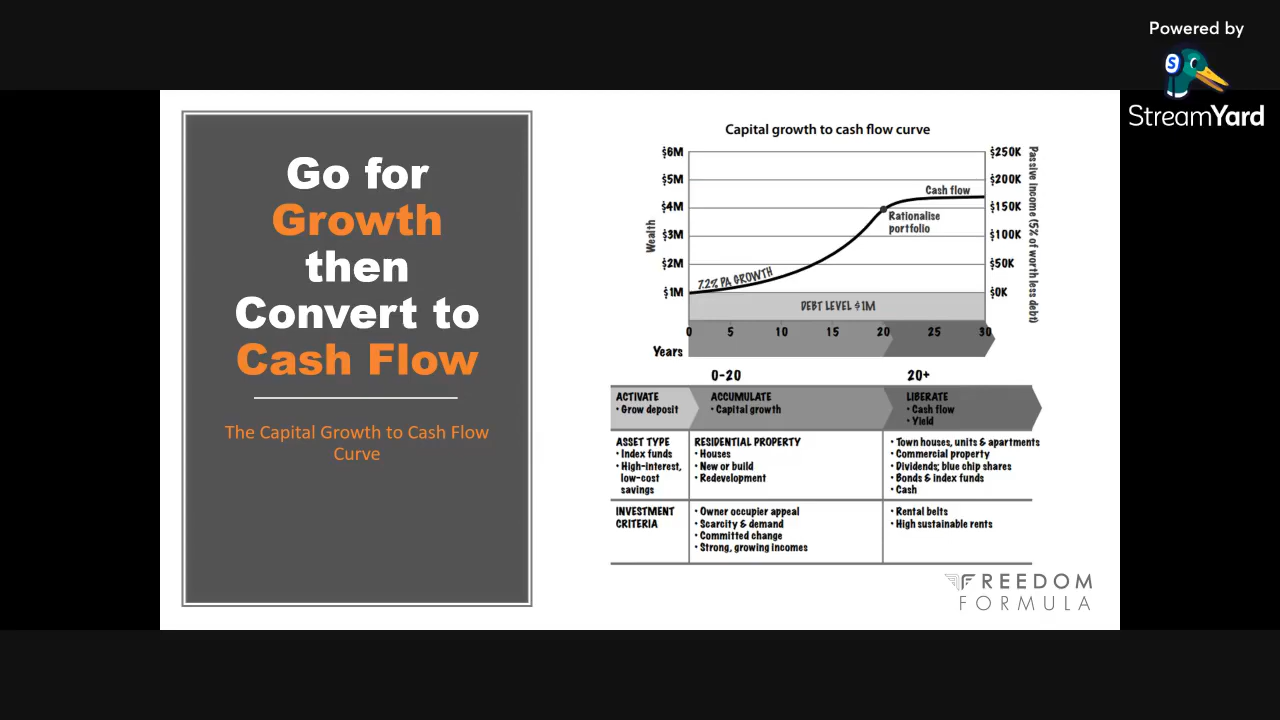 Powered by
S
StreamYard
Go for
Growth
then
Convert to
Cash Flow
The Capital Growth to Cash Flow
Curve
Capital growth to cash flow curve
Wealth
$6M
$5M
$4M
$3M
$2M
$1M
$250K
$200K
$150K
$100K
$50K
$0K
Passive income (5% of worth less debt)
Cash flow
Rationalise
portfolio
7.2% PA GROWTH
DEBT LEVEL $1M
0 5 10 15 20 25 30
Years
0-20 20+
ACTIVATE
• Grow deposit
ACCUMULATE
• Capital growth
LIBERATE
• Cash flow
• Yield
ASSET TYPE
• Index funds
• High-interest,
low-cost
savings
RESIDENTIAL PROPERTY
• Houses
• New or build
• Redevelopment
• Town houses, units & apartments
• Commercial property
• Dividends; blue chip shares
• Bonds & index funds
• Cash
INVESTMENT
CRITERIA
• Owner occupier appeal
• Scarcity & demand
• Committed change
• Strong, growing incomes
• Rental belts
• High sustainable rents
FREEDOM
FORMULA